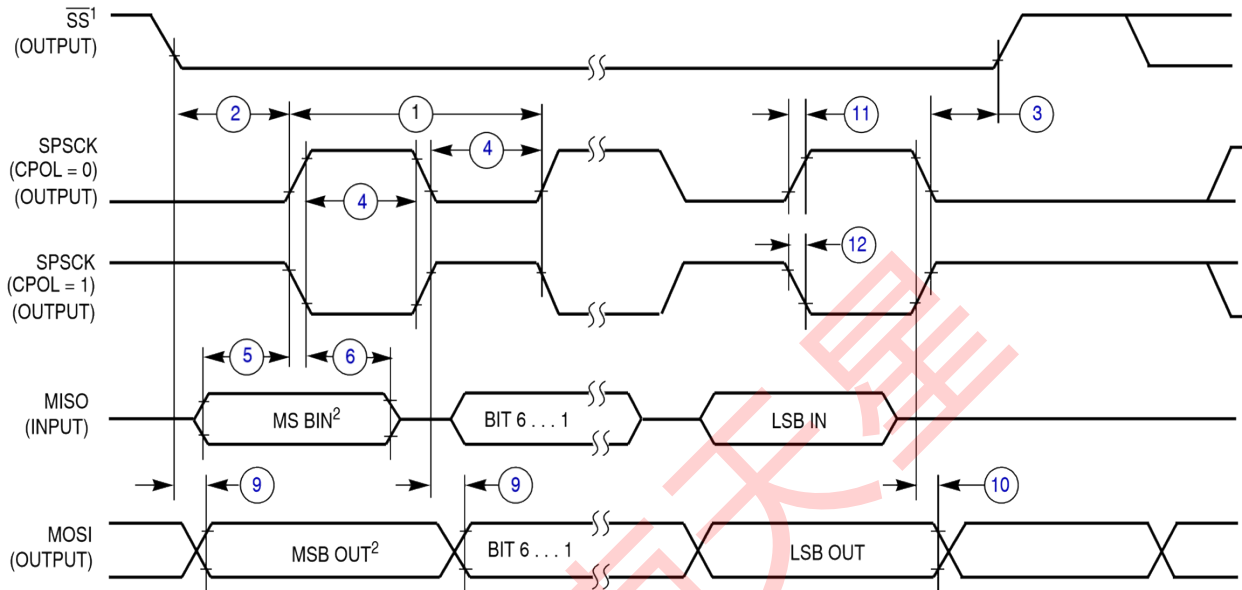 SS¹
(OUTPUT)
2
1
11
3
SPSCK
(CPOL = 0)
(OUTPUT)
4
4
SPSCK
(CPOL = 1)
(OUTPUT)
12
5
6
MISO
(INPUT)
MS BIN²
BIT 6 . . . 1
LSB IN
9
9
10
MOSI
(OUTPUT)
MSB OUT²
BIT 6 . . . 1
LSB OUT
天星